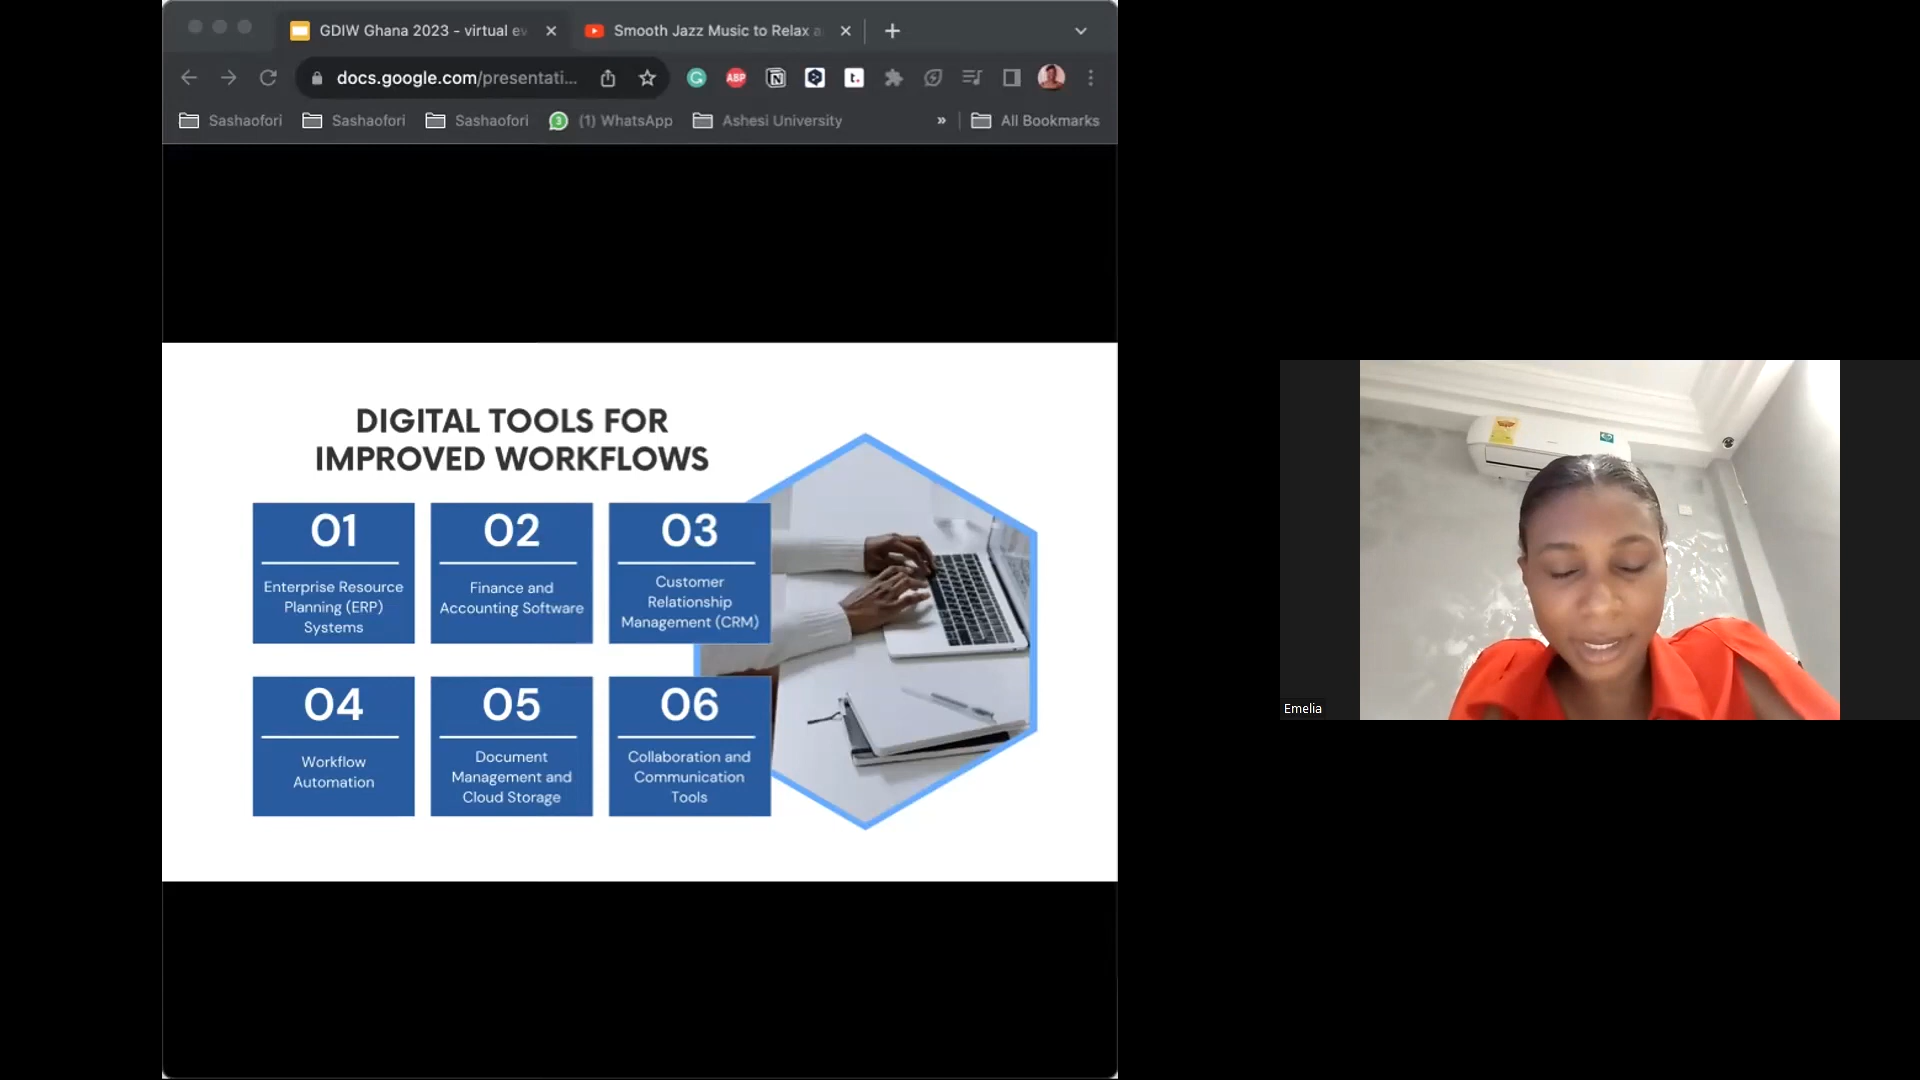 GDIW Ghana 2023 - virtual ev
Smooth Jazz Music to Relax a
docs.google.com/presentati...
ABP
t.
Sashaofori
Sashaofori
Sashaofori
3
(1) WhatsApp
Ashesi University
»
All Bookmarks
DIGITAL TOOLS FOR
IMPROVED WORKFLOWS
01
Enterprise Resource
Planning (ERP)
Systems
02
Finance and
Accounting Software
03
Customer
Relationship
Management (CRM)
04
Workflow
Automation
05
Document
Management and
Cloud Storage
06
Collaboration and
Communication
Tools
Emelia